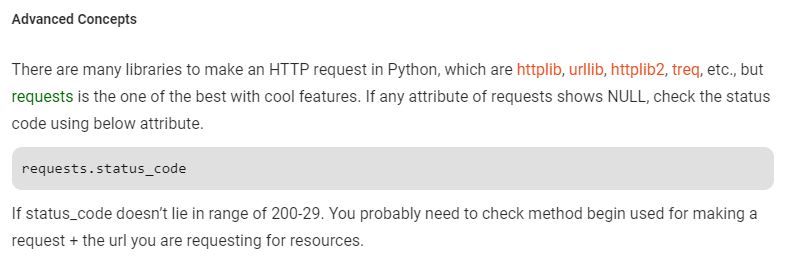 Advanced Concepts
There are many libraries to make an HTTP request in Python, which are httplib, urllib, httplib2, treq, etc., but
requests is the one of the best with cool features. If any attribute of requests shows NULL, check the status
code using below attribute.
requests.status_code
If status_code doesn’t lie in range of 200-29. You probably need to check method begin used for making a
request + the url you are requesting for resources.